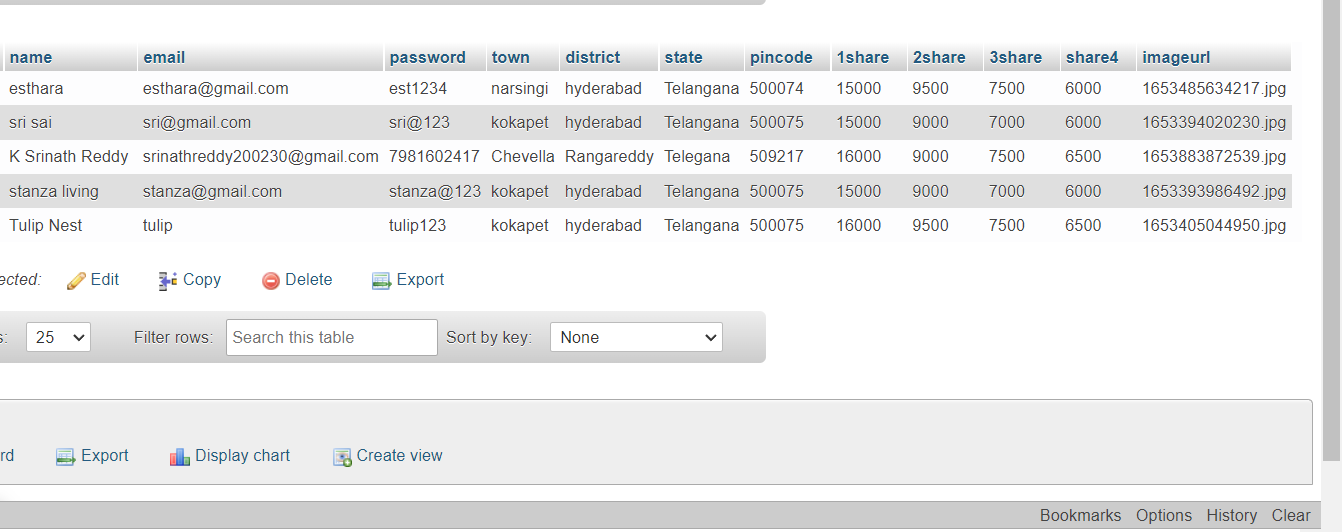 name email password town district state pincode 1share 2share 3share share4 imageurl
esthara esthara@gmail.com est1234 narsingi hyderabad Telangana 500074 15000 9500 7500 6000 1653485634217.jpg
sri sai sri@gmail.com sri@123 kokapet hyderabad Telangana 500075 15000 9000 7000 6000 1653394020230.jpg
K Srinath Reddy srinathreddy200230@gmail.com 7981602417 Chevella Rangareddy Telegana 509217 16000 9000 7500 6500 1653883872539.jpg
stanza living stanza@gmail.com stanza@123 kokapet hyderabad Telangana 500075 15000 9000 7000 6000 1653393986492.jpg
Tulip Nest tulip tulip123 kokapet hyderabad Telangana 500075 16000 9500 7500 6500 1653405044950.jpg
ected: Edit Copy Delete Export
s: 25 Filter rows: Search this table Sort by key: None
rd Export Display chart Create view
Bookmarks Options History Clear